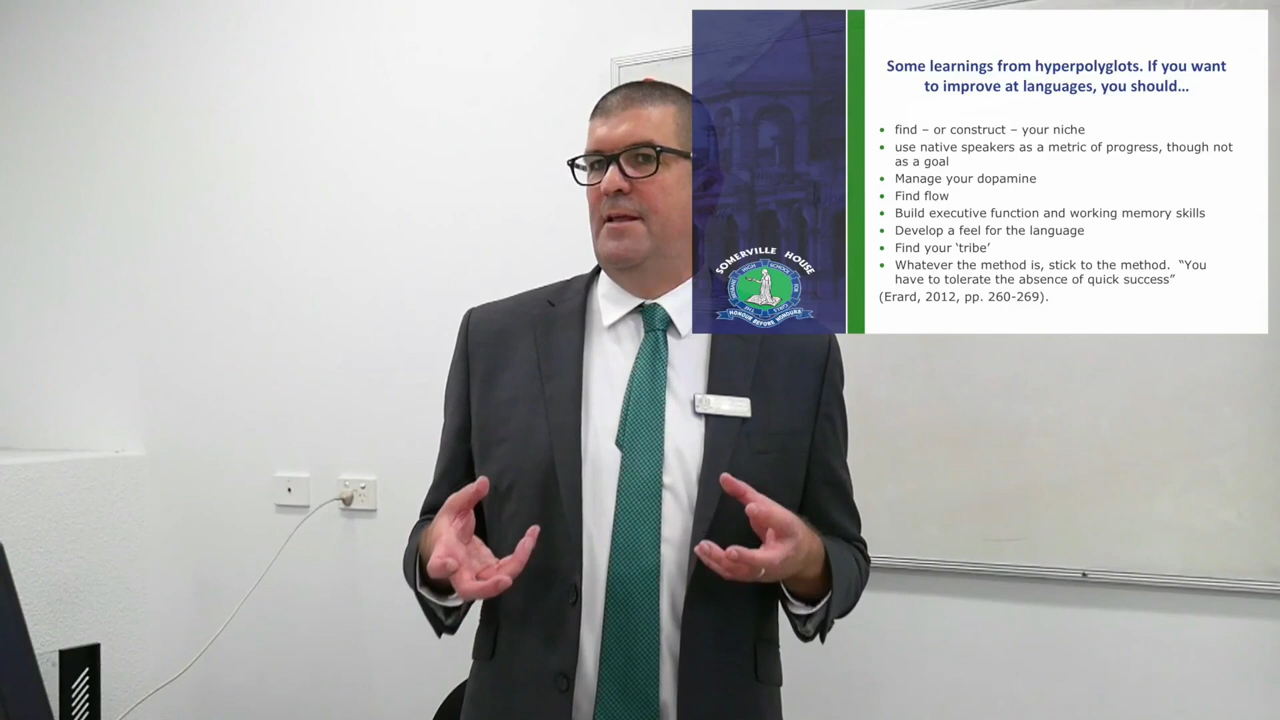 Some learnings from hyperpolyglots. If you want
to improve at languages, you should…
• find – or construct – your niche
• use native speakers as a metric of progress, though not
as a goal
• Manage your dopamine
• Find flow
• Build executive function and working memory skills
• Develop a feel for the language
• Find your ‘tribe’
• Whatever the method is, stick to the method.  “You
have to tolerate the absence of quick success”
(Erard, 2012, pp. 260-269).
SOMERVILLE HOUSE
HIGH SCHOOL FOR GIRLS
HONOUR BEFORE HONOURS